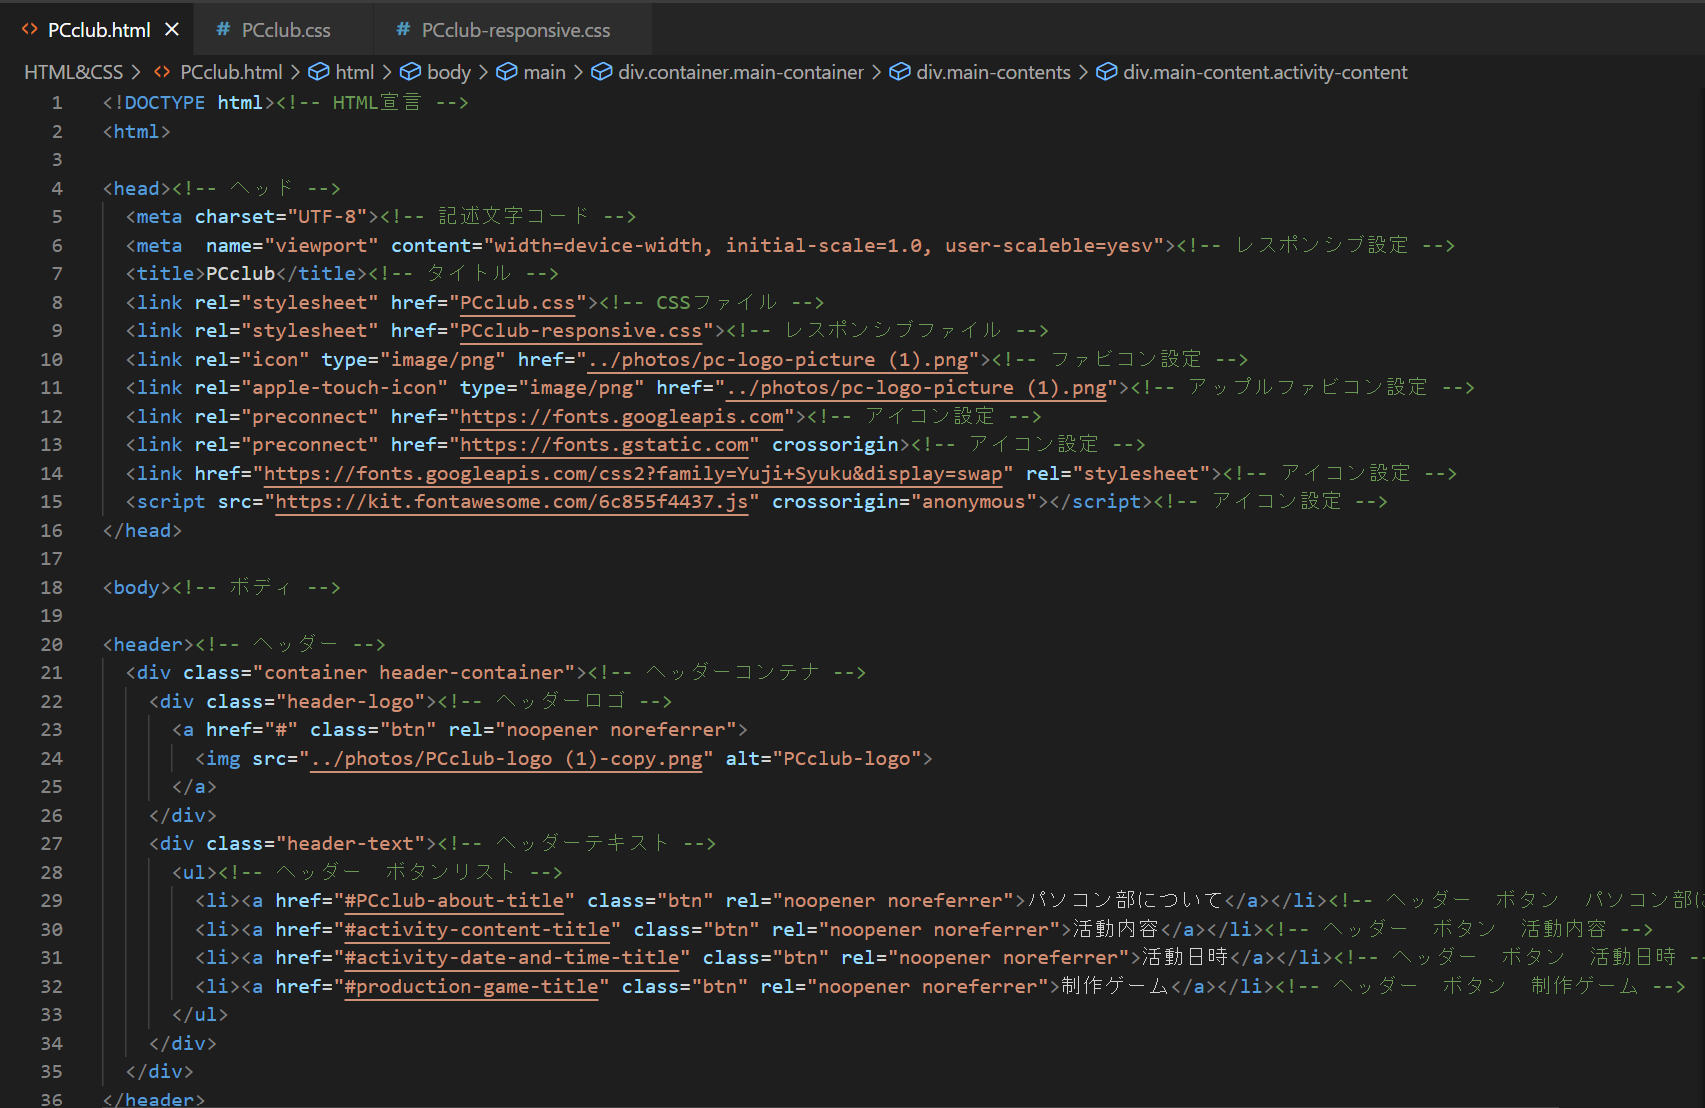 PCclub.html
PCclub.css
PCclub-responsive.css
HTML&CSS > PCclub.html > html > body > main > div.container.main-container > div.main-contents > div.main-content.activity-content
1 <!DOCTYPE html><!-- HTML宣言 -->
2 <html>
3
4 <head><!-- ヘッド -->
5 <meta charset="UTF-8"><!-- 記述文字コード -->
6 <meta  name="viewport" content="width=device-width, initial-scale=1.0, user-scaleble=yesv"><!-- レスポンシブ設定 -->
7 <title>PCclub</title><!-- タイトル -->
8 <link rel="stylesheet" href="PCclub.css"><!-- CSSファイル -->
9 <link rel="stylesheet" href="PCclub-responsive.css"><!-- レスポンシブファイル -->
10 <link rel="icon" type="image/png" href="../photos/pc-logo-picture (1).png"><!-- ファビコン設定 -->
11 <link rel="apple-touch-icon" type="image/png" href="../photos/pc-logo-picture (1).png"><!-- アップルファビコン設定 -->
12 <link rel="preconnect" href="https://fonts.googleapis.com"><!-- アイコン設定 -->
13 <link rel="preconnect" href="https://fonts.gstatic.com" crossorigin><!-- アイコン設定 -->
14 <link href="https://fonts.googleapis.com/css2?family=Yuji+Syuku&display=swap" rel="stylesheet"><!-- アイコン設定 -->
15 <script src="https://kit.fontawesome.com/6c855f4437.js" crossorigin="anonymous"></script><!-- アイコン設定 -->
16 </head>
17
18 <body><!-- ボディ -->
19
20 <header><!-- ヘッダー -->
21 <div class="container header-container"><!-- ヘッダーコンテナ -->
22 <div class="header-logo"><!-- ヘッダーロゴ -->
23 <a href="#" class="btn" rel="noopener noreferrer">
24 <img src="../photos/PCclub-logo (1)-copy.png" alt="PCclub-logo">
25 </a>
26 </div>
27 <div class="header-text"><!-- ヘッダーテキスト -->
28 <ul><!-- ヘッダー　ボタンリスト -->
29 <li><a href="#PCclub-about-title" class="btn" rel="noopener noreferrer">パソコン部について</a></li><!-- ヘッダー　ボタン　パソコン部に
30 <li><a href="#activity-content-title" class="btn" rel="noopener noreferrer">活動内容</a></li><!-- ヘッダー　ボタン　活動内容 -->
31 <li><a href="#activity-date-and-time-title" class="btn" rel="noopener noreferrer">活動日時</a></li><!-- ヘッダー　ボタン　活動日時 -
32 <li><a href="#production-game-title" class="btn" rel="noopener noreferrer">制作ゲーム</a></li><!-- ヘッダー　ボタン　制作ゲーム -->
33 </ul>
34 </div>
35 </div>
36 </header>